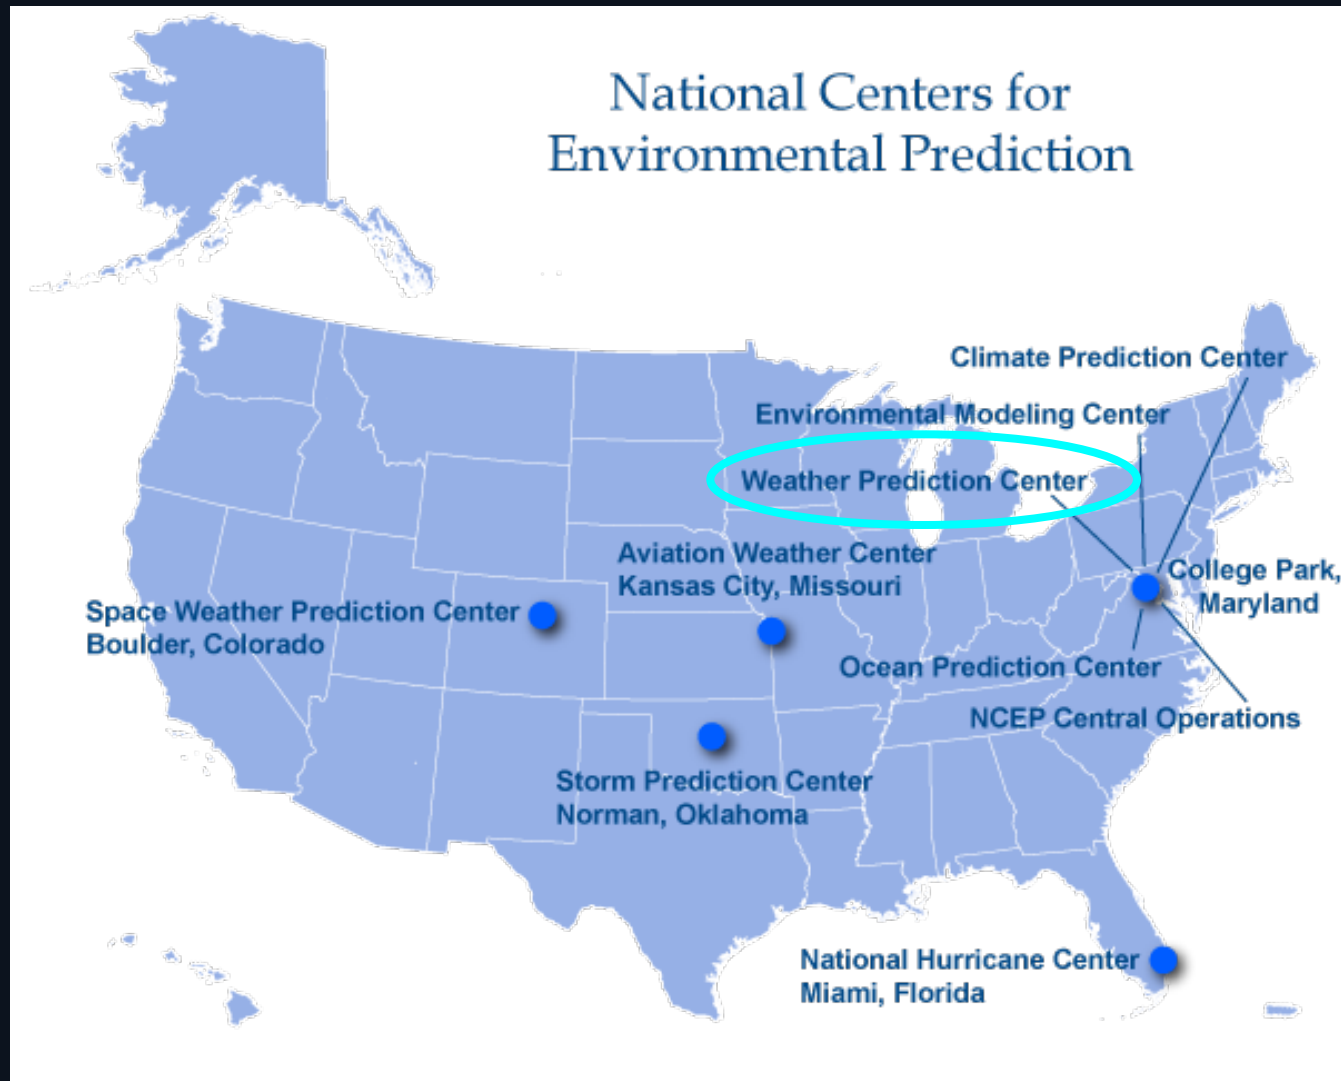 National Centers for
Environmental Prediction
Climate Prediction Center
Environmental Modeling Center
Weather Prediction Center
Aviation Weather Center
Kansas City, Missouri
College Park,
Maryland
Space Weather Prediction Center
Boulder, Colorado
Ocean Prediction Center
NCEP Central Operations
Storm Prediction Center
Norman, Oklahoma
National Hurricane Center
Miami, Florida